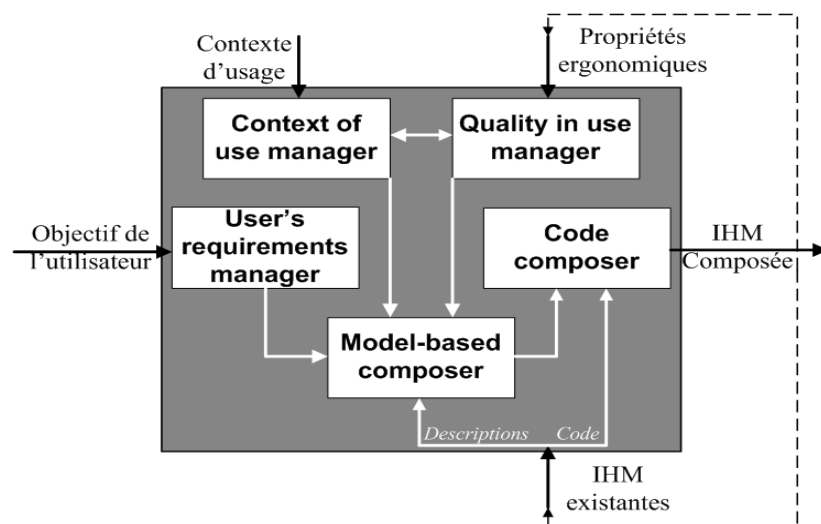 Contexte
d’usage
Propriétés
ergonomiques
Context of
use manager
Quality in use
manager
Objectif de
l’utilisateur
User's
requirements
manager
Code
composer
IHM
Composée
Model-based
composer
Descriptions
Code
IHM
existantes